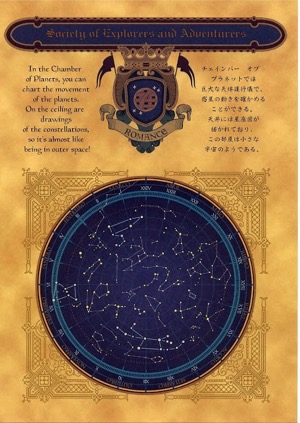 Society of Explorers and Adventurers
In the Chamber
of Planets, you can
chart the movement
of the planets.
On the ceiling are
drawings
of the constellations,
so it's almost like
being in outer space!
チェインバー オブ
プラネットでは
巨大な天体運行儀で、
惑星の動きを確かめる
ことができる。
天井には星座図が
描かれており、
この部屋は小さな
宇宙のようである。
ROMANCE
XXIV